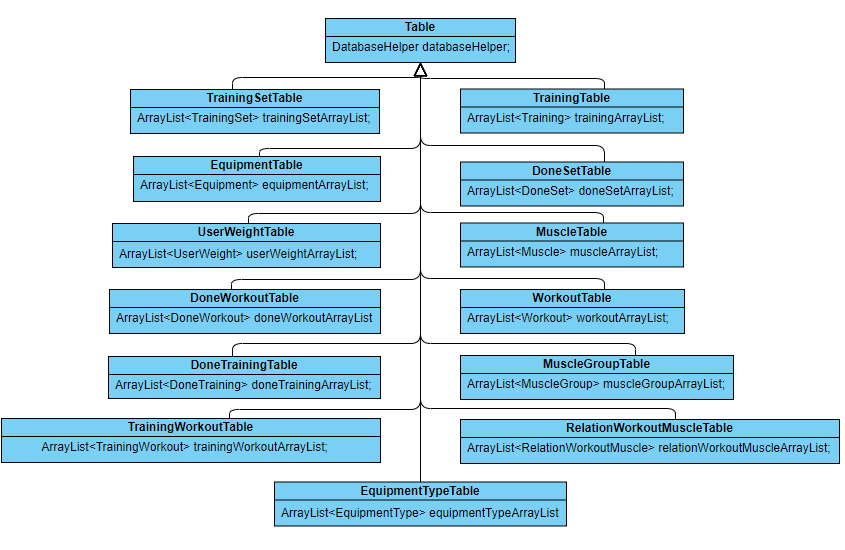 Table
DatabaseHelper databaseHelper;
TrainingSetTable
ArrayList<TrainingSet> trainingSetArrayList;
TrainingTable
ArrayList<Training> trainingArrayList;
EquipmentTable
ArrayList<Equipment> equipmentArrayList;
DoneSetTable
ArrayList<DoneSet> doneSetArrayList;
UserWeightTable
ArrayList<UserWeight> userWeightArrayList;
MuscleTable
ArrayList<Muscle> muscleArrayList;
DoneWorkoutTable
ArrayList<DoneWorkout> doneWorkoutArrayList
WorkoutTable
ArrayList<Workout> workoutArrayList;
DoneTrainingTable
ArrayList<DoneTraining> doneTrainingArrayList;
MuscleGroupTable
ArrayList<MuscleGroup> muscleGroupArrayList;
TrainingWorkoutTable
ArrayList<TrainingWorkout> trainingWorkoutArrayList;
RelationWorkoutMuscleTable
ArrayList<RelationWorkoutMuscle> relationWorkoutMuscleArrayList;
EquipmentTypeTable
ArrayList<EquipmentType> equipmentTypeArrayList